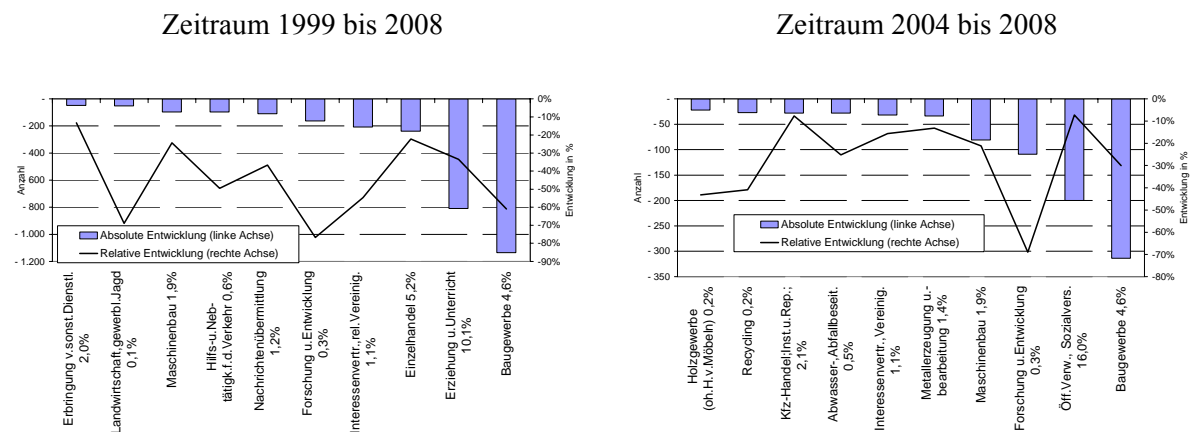 Zeitraum 1999 bis 2008
-
- 200
- 400
- 600
- 800
- 1.000
- 1.200
Anzahl
0%
-10%
-20%
-30%
-40%
-50%
-60%
-70%
-80%
-90%
Entwicklung in %
Absolute Entwicklung (linke Achse)
Relative Entwicklung (rechte Achse)
Erbringung v.sonst.Dienstl.
2,0%
Landwirtschaft,gewerbl.Jagd
0,1%
Maschinenbau 1,9%
Hilfs-u.Neb-
tätigk.f.d.Verkehr 0,6%
Nachrichtenübermittlung
1,2%
Forschung u.Entwicklung
0,3%
Interessenvertr.,rel.Vereinig.
1,1%
Einzelhandel 5,2%
Erziehung u.Unterricht
10,1%
Baugewerbe 4,6%
Zeitraum 2004 bis 2008
-
- 50
- 100
- 150
- 200
- 250
- 300
- 350
Anzahl
0%
-10%
-20%
-30%
-40%
-50%
-60%
-70%
-80%
Entwicklung in %
Absolute Entwicklung (linke Achse)
Relative Entwicklung (rechte Achse)
Holzgewerbe
(oh.H.v.Möbeln) 0,2%
Recycling 0,2%
Kfz-Handel;Inst.u.Rep.;
2,1%
Abwasser-,Abfallbeseit.
0,5%
Interessenvertr.,Vereinig.
1,1%
Metallerzeugung u.-
bearbeitung 1,4%
Maschinenbau 1,9%
Forschung u.Entwicklung
0,3%
Öff.Verw., Sozialvers.
16,0%
Baugewerbe 4,6%